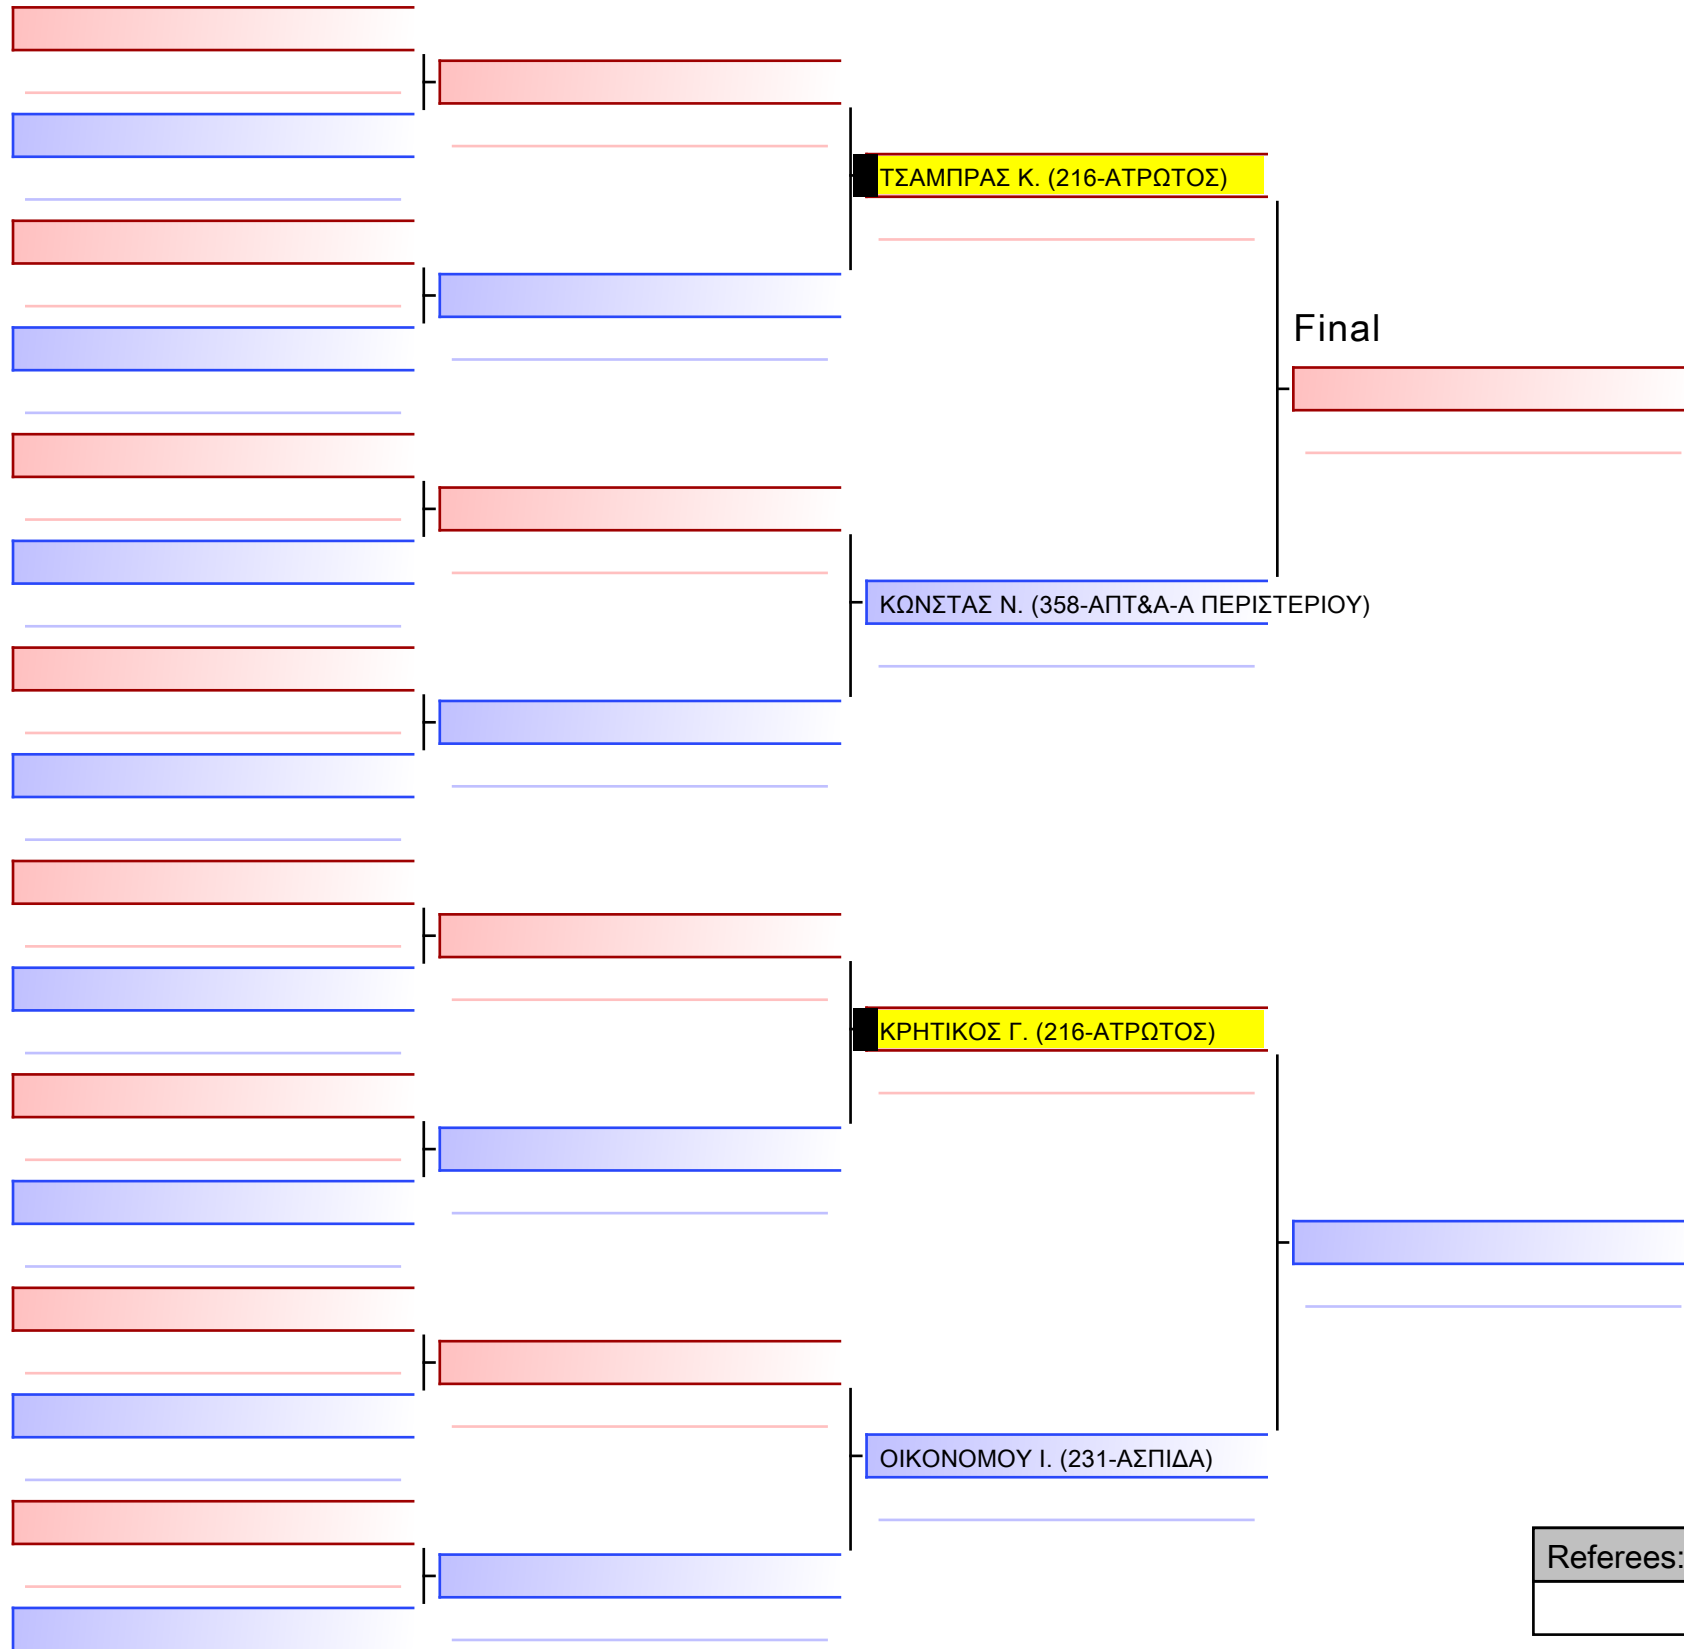 ΤΣΑΜΠΡΑΣ Κ. (216-ΑΤΡΩΤΟΣ)
Final
ΚΩΝΣΤΑΣ Ν. (358-ΑΠΤ&Α-Α ΠΕΡΙΣΤΕΡΙΟΥ)
ΚΡΗΤΙΚΟΣ Γ. (216-ΑΤΡΩΤΟΣ)
ΟΙΚΟΝΟΜΟΥ Ι. (231-ΑΣΠΙΔΑ)
Referees: